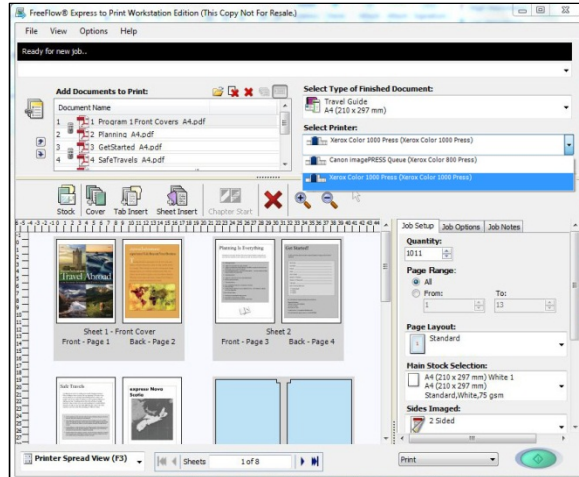 FreeFlow® Express to Print Workstation Edition (This Copy Not For Resale.)
File View Options Help
Ready for new job..
Add Documents to Print:
Document Name
1 1 Program 1Front Covers A4.pdf
2 2 Planning A4.pdf
3 3 GetStarted A4.pdf
4 4 SafeTravels A4.pdf
Select Type of Finished Document:
Travel Guide
A4 (210 x 297 mm)
Select Printer:
Xerox Color 1000 Press (Xerox Color 1000 Press)
Canon imagePRESS Queue (Xerox Color 800 Press)
Xerox Color 1000 Press (Xerox Color 1000 Press)
Stock Cover Tab Insert Sheet Insert Chapter Start
Travel Abroad
Planning is Everything
Get Started!
Sheet 1 - Front Cover
Front - Page 1 Back - Page 2
Sheet 2
Front - Page 3 Back - Page 4
Safe Travels
express Nova
Scotia
Job Setup Job Options Job Notes
Quantity:
1011
Page Range:
All
From: To:
1 13
Page Layout:
Standard
Main Stock Selection:
A4 (210 x 297 mm) White 1
A4 (210 x 297 mm)
Standard,White,75 gsm
Sides Imaged:
2 Sided
Printer Spread View (F3)
Sheets 1 of 8
Print